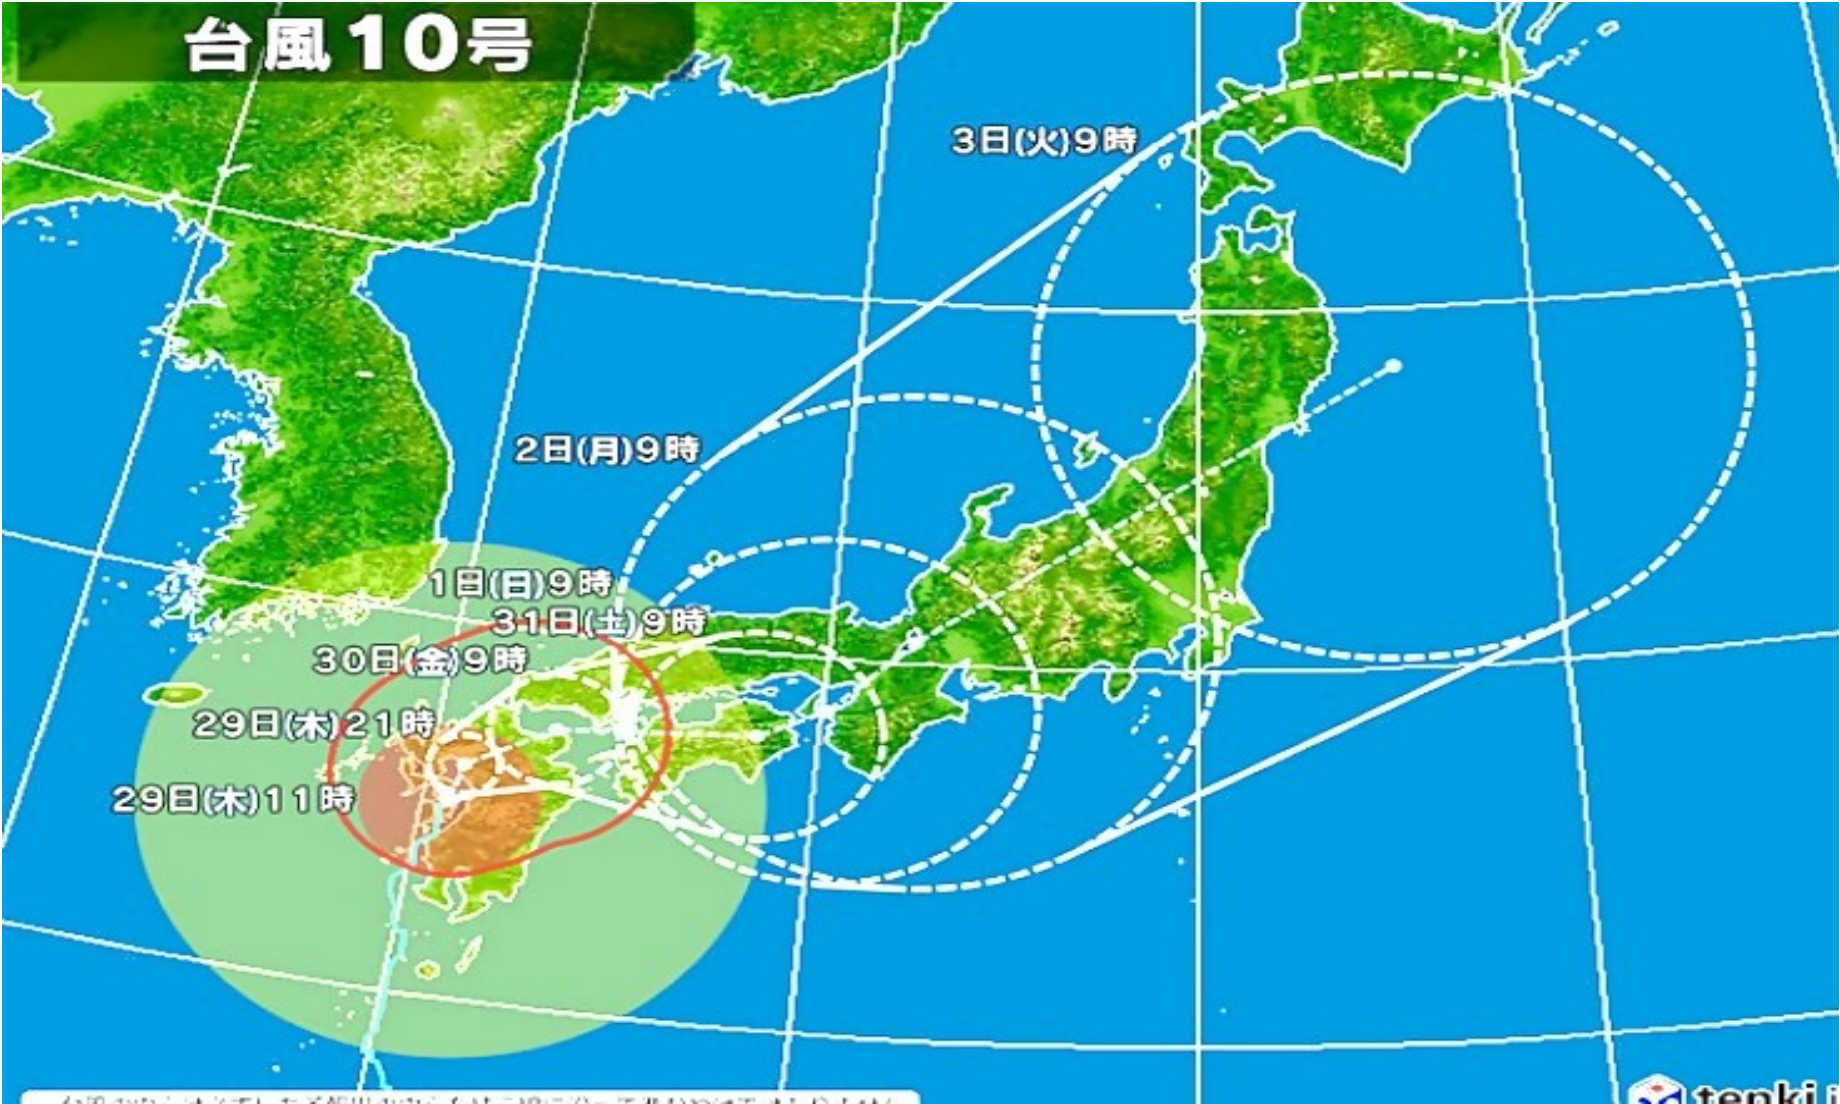 台風10号
3日(火)9時
2日(月)9時
1日(日)9時
31日(土)9時
30日(金)9時
29日(木)21時
29日(木)11時
tenki